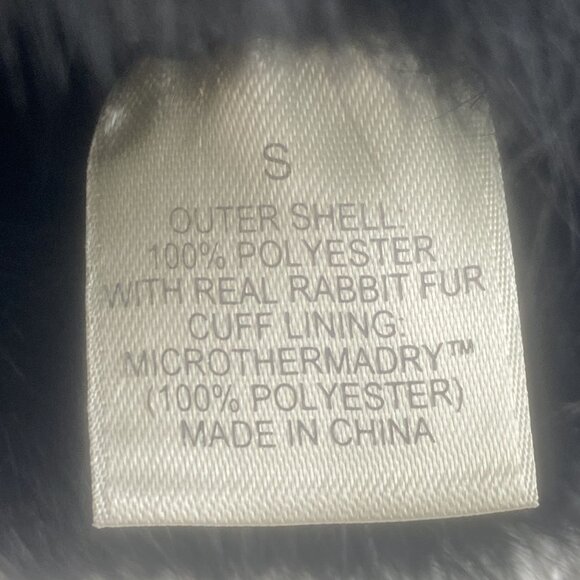 S
OUTER SHELL:
100% POLYESTER
WITH REAL RABBIT FUR
CUFF LINING:
MICROTHERMADRY™
(100% POLYESTER)
MADE IN CHINA